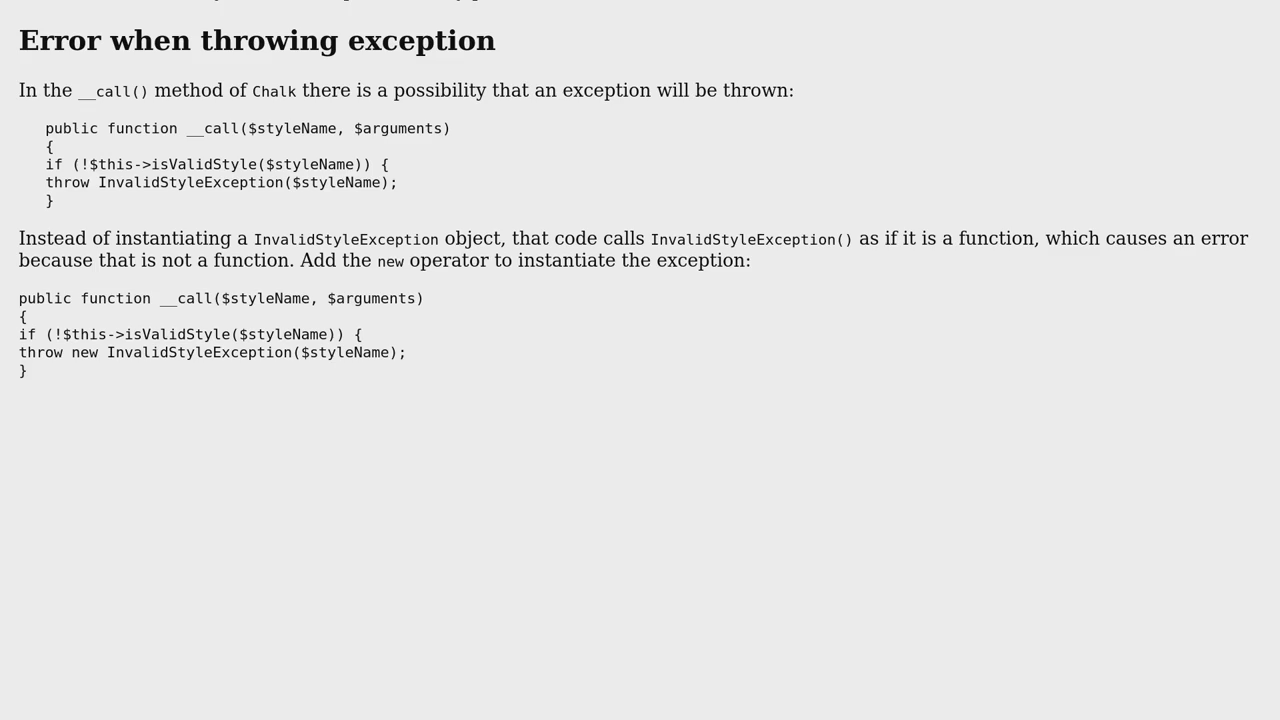 Error when throwing exception
In the __call() method of Chalk there is a possibility that an exception will be thrown:
public function __call($styleName, $arguments)
{
if (!$this->isValidStyle($styleName)) {
throw InvalidStyleException($styleName);
}
Instead of instantiating a InvalidStyleException object, that code calls InvalidStyleException() as if it is a function, which causes an error
because that is not a function. Add the new operator to instantiate the exception:
public function __call($styleName, $arguments)
{
if (!$this->isValidStyle($styleName)) {
throw new InvalidStyleException($styleName);
}